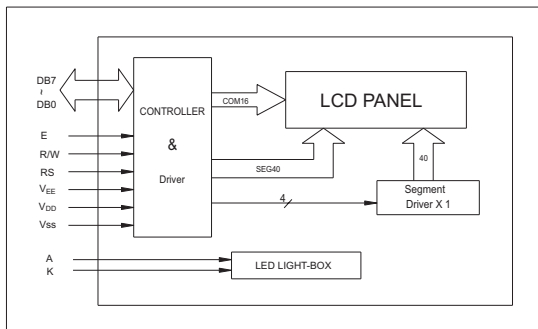 DB7
~
DB0
E
R/W
RS
VEE
VDD
Vss
A
K
CONTROLLER
&
Driver
COM16
SEG40
4
LCD PANEL
40
Segment
Driver X 1
LED LIGHT-BOX